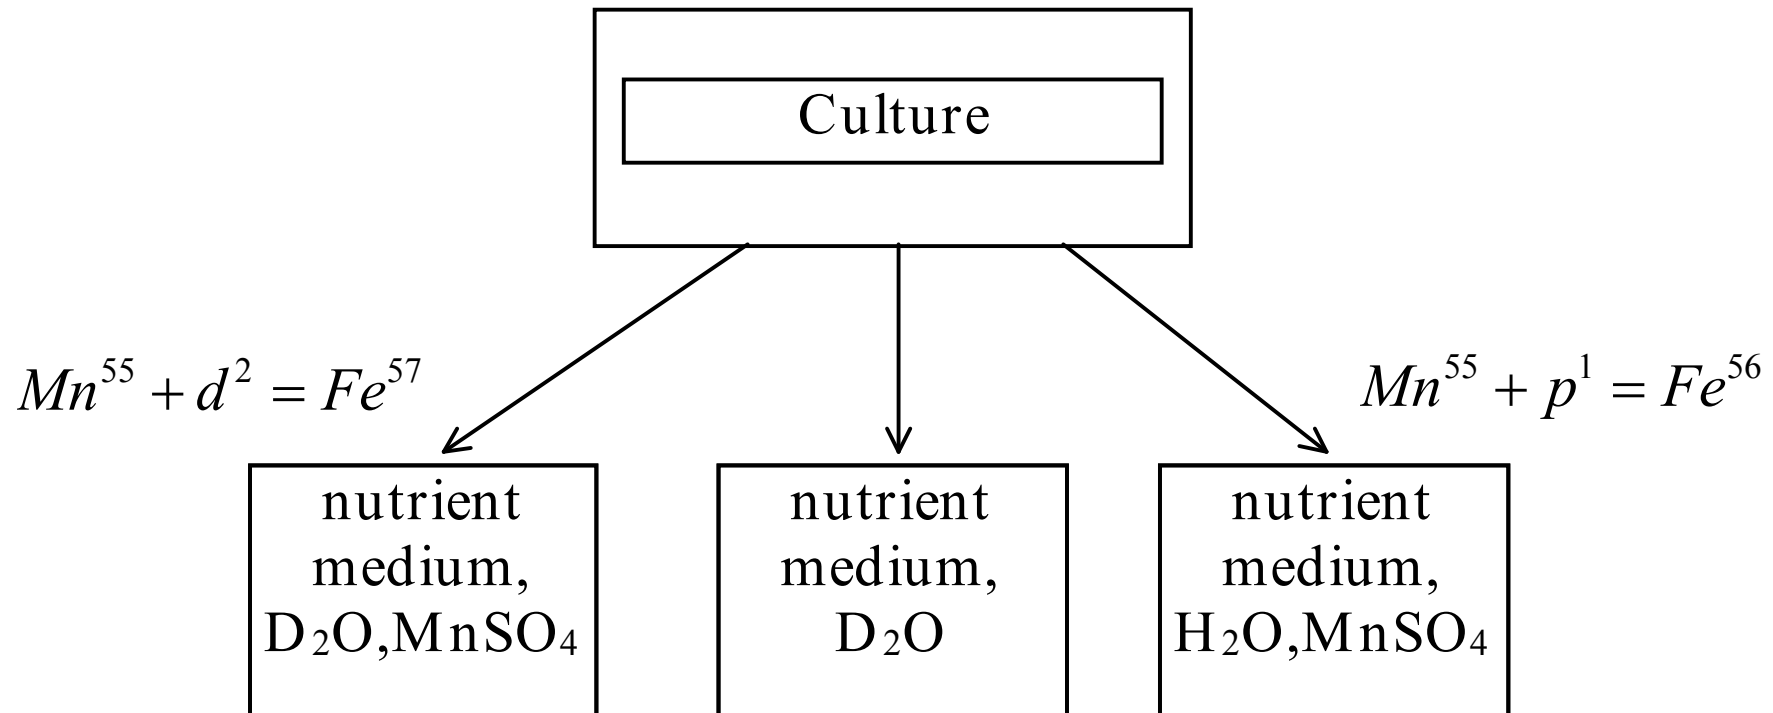 Culture
Mn⁵⁵ + d² = Fe⁵⁷
Mn⁵⁵ + p¹ = Fe⁵⁶
nutrient
medium,
D₂O,MnSO₄
nutrient
medium,
D₂O
nutrient
medium,
H₂O,MnSO₄